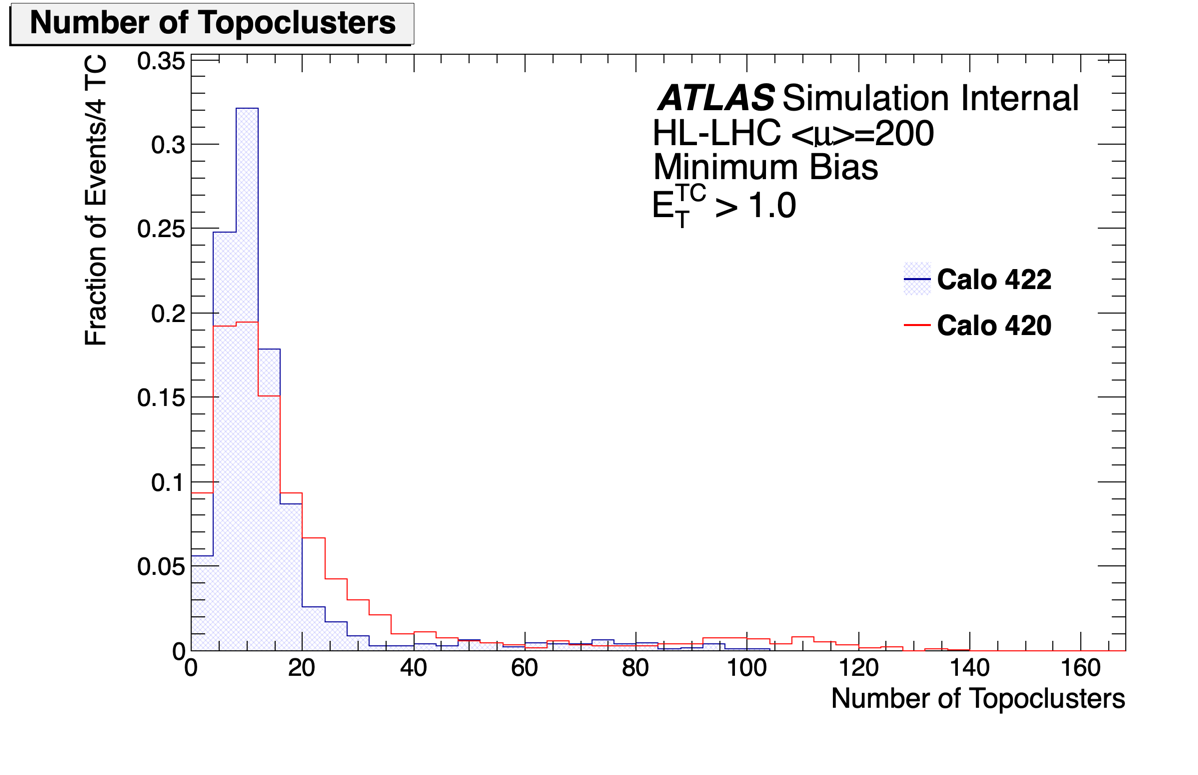 Number of Topoclusters
Fraction of Events/4 TC
0.35
0.3
0.25
0.2
0.15
0.1
0.05
0
ATLAS Simulation Internal
HL-LHC <μ>=200
Minimum Bias
E_T^TC > 1.0
Calo 422
Calo 420
0 20 40 60 80 100 120 140 160
Number of Topoclusters